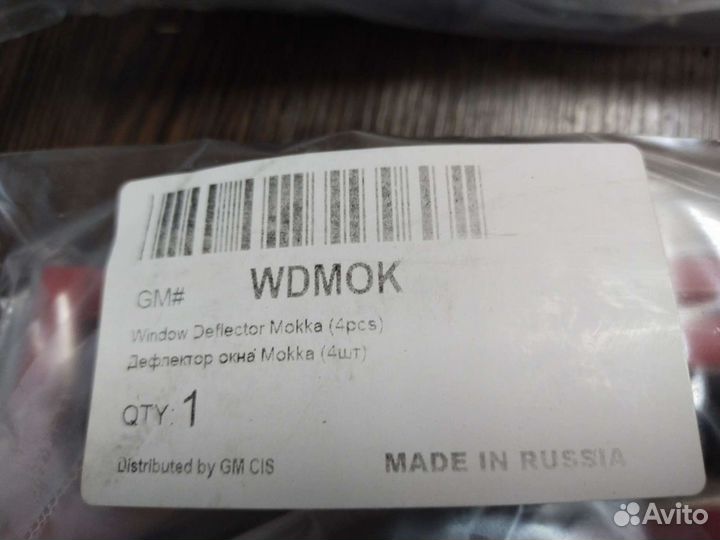 GM# WDMOK
Window Deflector Mokka (4pcs)
Дефлектор окна Mokka (4шт)
QTY: 1
Distributed by GM CIS MADE IN RUSSIA
Avito